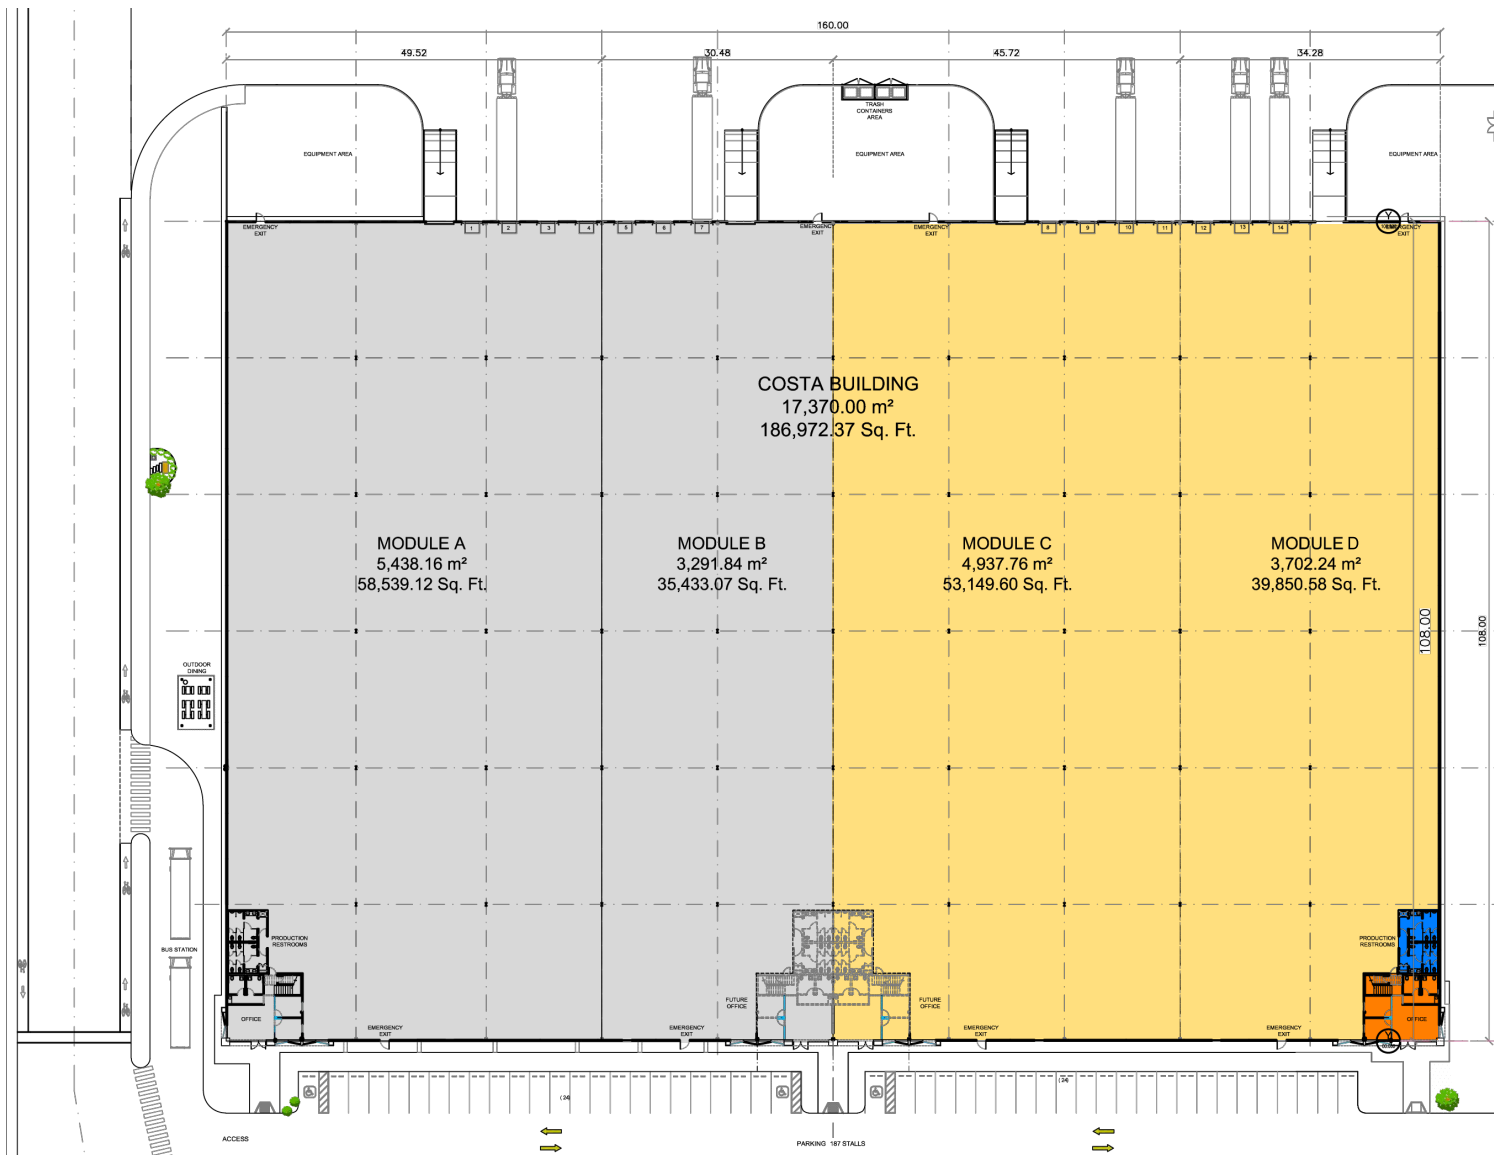 160.00
49.52
30.48
45.72
34.28
TRASH
CONTAINERS
AREA
EQUIPMENT AREA
EQUIPMENT AREA
EQUIPMENT AREA
EMERGENCY
EXIT
1
2
3
4
5
6
7
EMERGENCY
EXIT
EMERGENCY
EXIT
8
9
10
11
12
13
14
Y
EMERGENCY
EXIT
COSTA BUILDING
17,370.00 m²
186,972.37 Sq. Ft.
MODULE A
5,438.16 m²
58,539.12 Sq. Ft.
MODULE B
3,291.84 m²
35,433.07 Sq. Ft.
MODULE C
4,937.76 m²
53,149.60 Sq. Ft.
MODULE D
3,702.24 m²
39,850.58 Sq. Ft.
108.00
108.00
OUTDOOR
DINING
BUS STATION
PRODUCTION
RESTROOMS
PRODUCTION
RESTROOMS
OFFICE
FUTURE
OFFICE
FUTURE
OFFICE
OFFICE
EMERGENCY
EXIT
EMERGENCY
EXIT
EMERGENCY
EXIT
EMERGENCY
EXIT
(24)
(24)
ACCESS
PARKING 187 STALLS